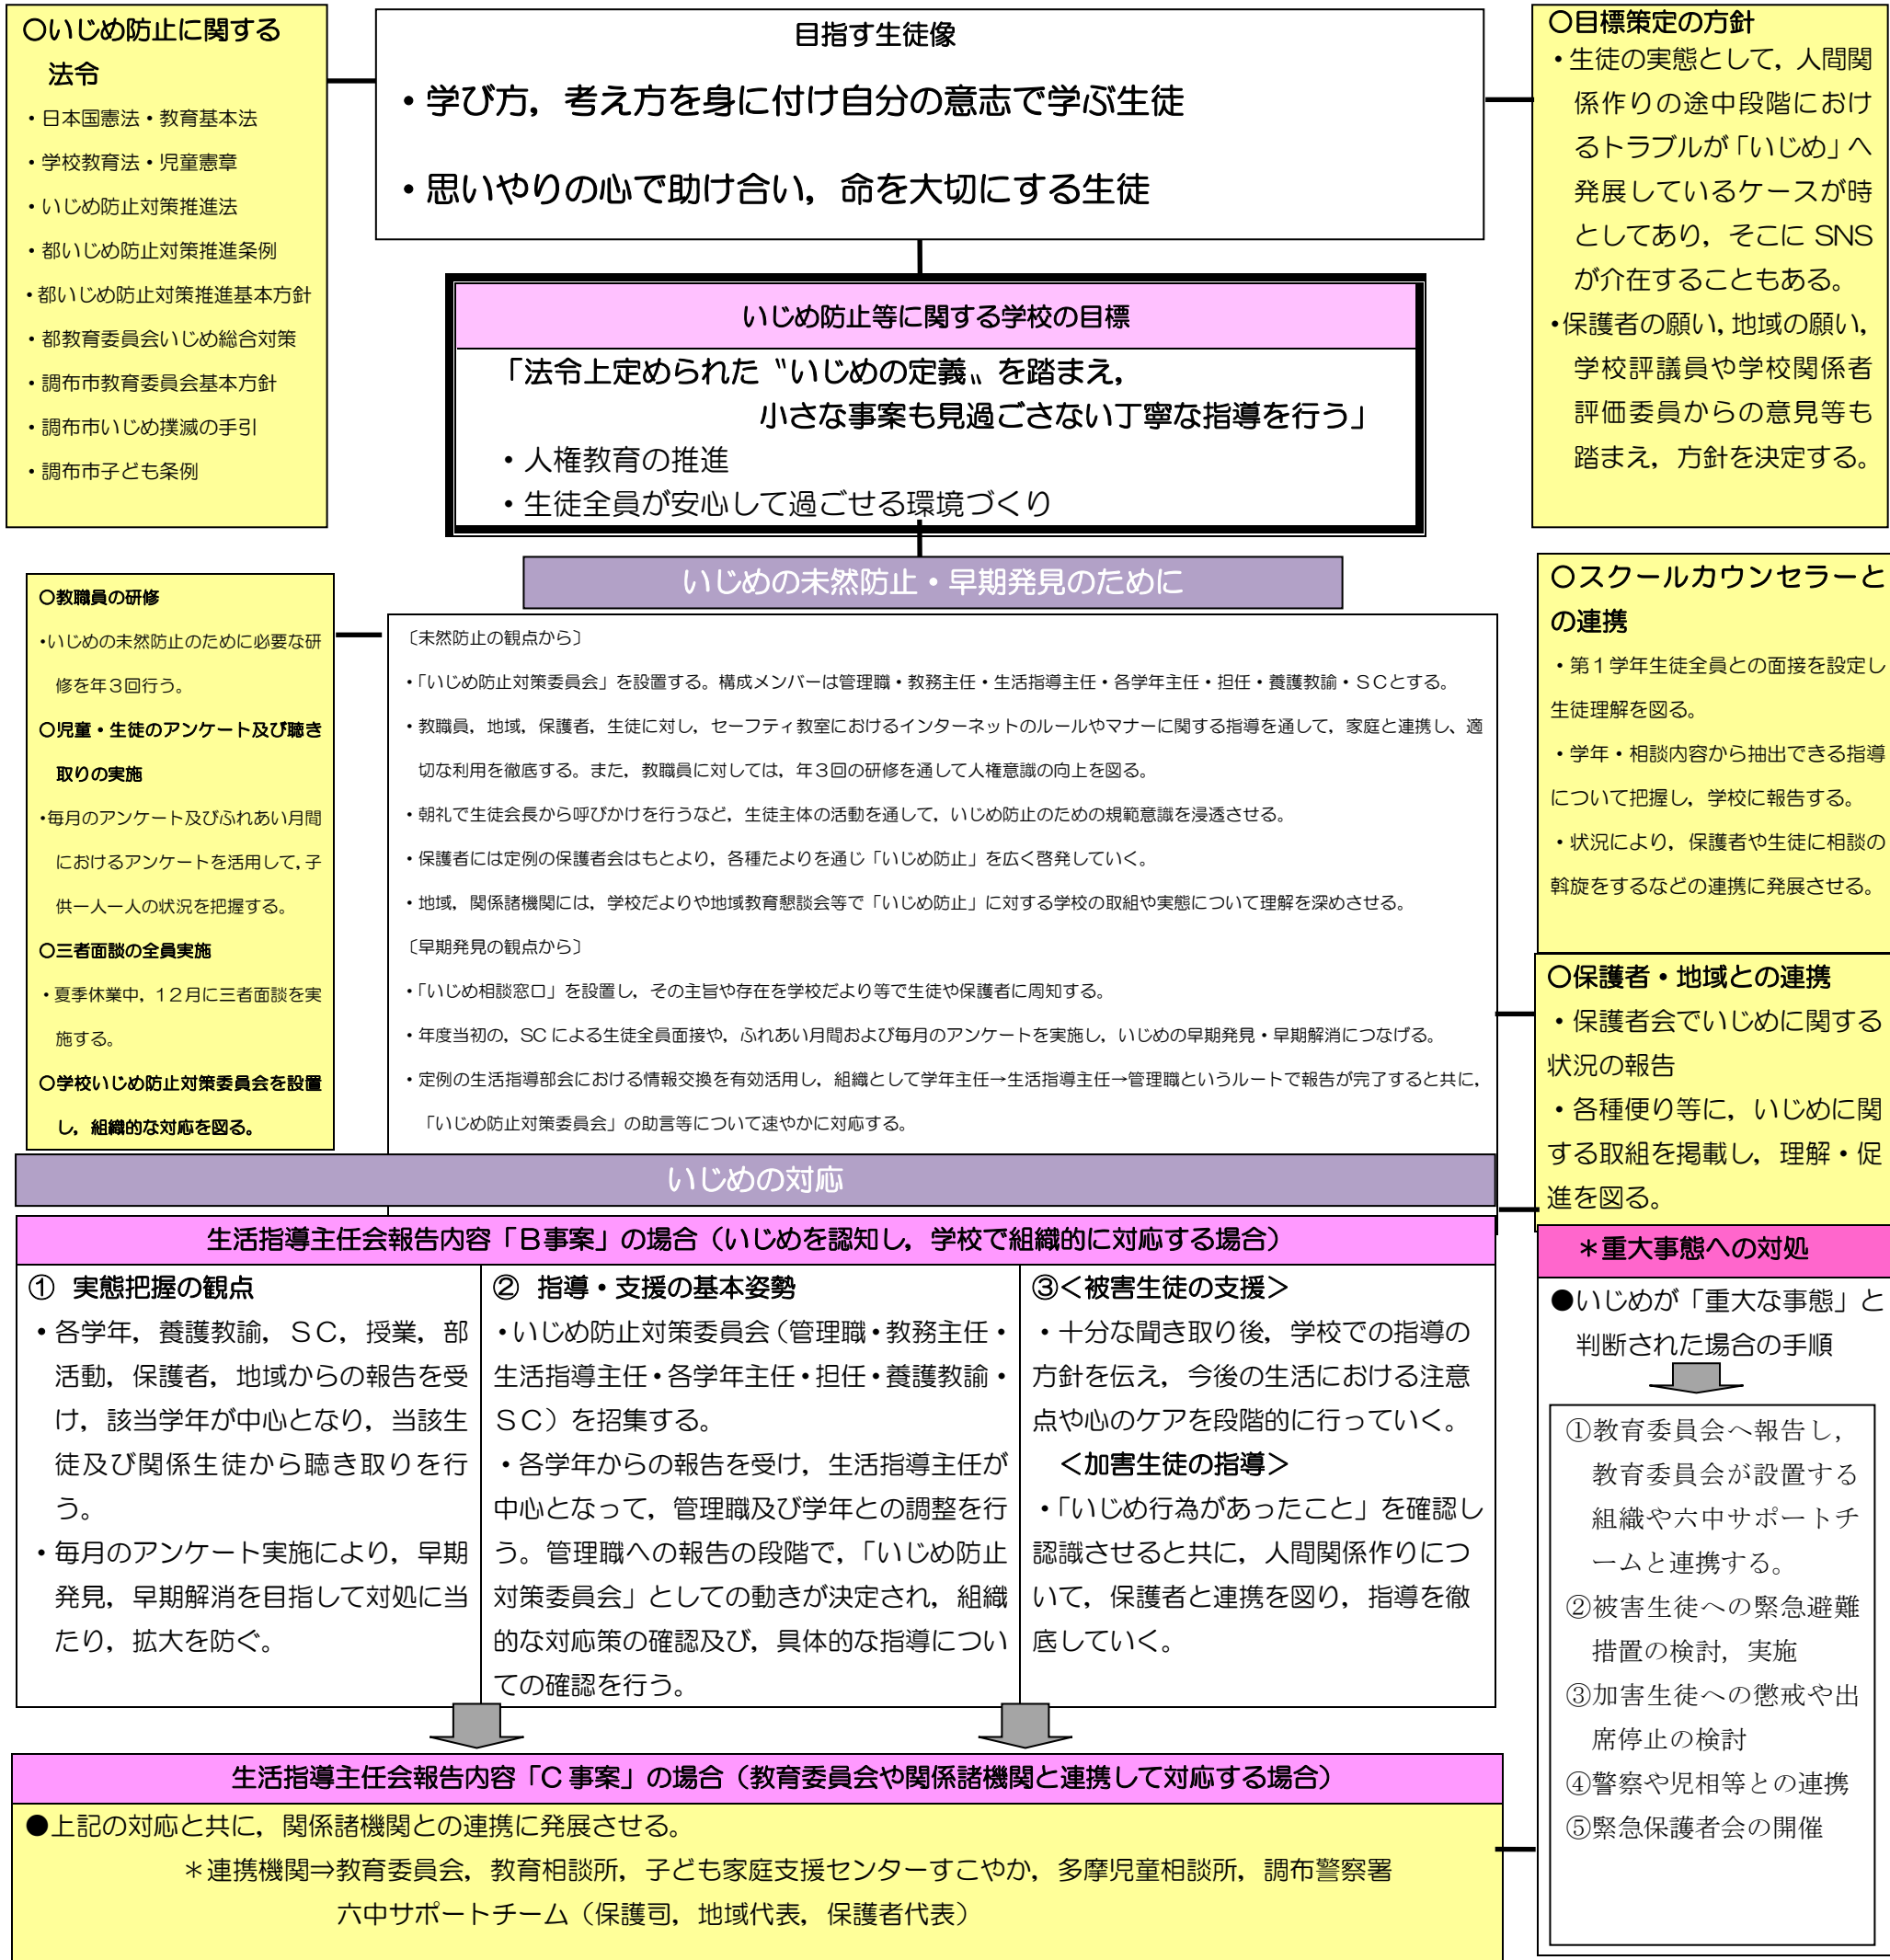 〇いじめ防止に関する
法令
・日本国憲法・教育基本法
・学校教育法・児童憲章
・いじめ防止対策推進法
・都いじめ防止対策推進条例
・都いじめ防止対策推進基本方針
・都教育委員会いじめ総合対策
・調布市教育委員会基本方針
・調布市いじめ撲滅の手引
・調布市子ども条例
目指す生徒像
・学び方，考え方を身に付け自分の意志で学ぶ生徒
・思いやりの心で助け合い，命を大切にする生徒
〇目標策定の方針
・生徒の実態として，人間関
係作りの途中段階におけ
るトラブルが「いじめ」へ
発展しているケースが時
としてあり，そこに SNS
が介在することもある。
・保護者の願い，地域の願い，
学校評議員や学校関係者
評価委員からの意見等も
踏まえ，方針を決定する。
いじめ防止等に関する学校の目標
「法令上定められた〝いじめの定義〟を踏まえ，
小さな事案も見過ごさない丁寧な指導を行う」
・人権教育の推進
・生徒全員が安心して過ごせる環境づくり
いじめの未然防止・早期発見のために
〇教職員の研修
・いじめの未然防止のために必要な研
修を年３回行う。
〇児童・生徒のアンケート及び聴き
取りの実施
・毎月のアンケート及びふれあい月間
におけるアンケートを活用して，子
供一人一人の状況を把握する。
〇三者面談の全員実施
・夏季休業中，１２月に三者面談を実
施する。
〇学校いじめ防止対策委員会を設置
し，組織的な対応を図る。
〔未然防止の観点から〕
・「いじめ防止対策委員会」を設置する。構成メンバーは管理職・教務主任・生活指導主任・各学年主任・担任・養護教諭・ＳＣとする。
・教職員，地域，保護者，生徒に対し，セーフティ教室におけるインターネットのルールやマナーに関する指導を通して，家庭と連携し、適
切な利用を徹底する。また，教職員に対しては，年３回の研修を通して人権意識の向上を図る。
・朝礼で生徒会長から呼びかけを行うなど，生徒主体の活動を通して，いじめ防止のための規範意識を浸透させる。
・保護者には定例の保護者会はもとより，各種たよりを通じ「いじめ防止」を広く啓発していく。
・地域，関係諸機関には，学校だよりや地域教育懇談会等で「いじめ防止」に対する学校の取組や実態について理解を深めさせる。
〔早期発見の観点から〕
・「いじめ相談窓口」を設置し，その主旨や存在を学校だより等で生徒や保護者に周知する。
・年度当初の，SC による生徒全員面接や，ふれあい月間および毎月のアンケートを実施し，いじめの早期発見・早期解消につなげる。
・定例の生活指導部会における情報交換を有効活用し，組織として学年主任→生活指導主任→管理職というルートで報告が完了すると共に，
「いじめ防止対策委員会」の助言等について速やかに対応する。
〇スクールカウンセラーと
の連携
・第１学年生徒全員との面接を設定し
生徒理解を図る。
・学年・相談内容から抽出できる指導
について把握し，学校に報告する。
・状況により，保護者や生徒に相談の
斡旋をするなどの連携に発展させる。
〇保護者・地域との連携
・保護者会でいじめに関する
状況の報告
・各種便り等に，いじめに関
する取組を掲載し，理解・促
進を図る。
いじめの対応
生活指導主任会報告内容「Ｂ事案」の場合（いじめを認知し，学校で組織的に対応する場合）
① 実態把握の観点
・各学年，養護教諭，ＳＣ，授業，部
活動，保護者，地域からの報告を受
け，該当学年が中心となり，当該生
徒及び関係生徒から聴き取りを行
う。
・毎月のアンケート実施により，早期
発見，早期解消を目指して対処に当
たり，拡大を防ぐ。
② 指導・支援の基本姿勢
・いじめ防止対策委員会（管理職・教務主任・
生活指導主任・各学年主任・担任・養護教諭・
ＳＣ）を招集する。
・各学年からの報告を受け，生活指導主任が
中心となって，管理職及び学年との調整を行
う。管理職への報告の段階で，「いじめ防止
対策委員会」としての動きが決定され，組織
的な対応策の確認及び，具体的な指導につい
ての確認を行う。
③＜被害生徒の支援＞
・十分な聞き取り後，学校での指導の
方針を伝え，今後の生活における注意
点や心のケアを段階的に行っていく。
＜加害生徒の指導＞
・「いじめ行為があったこと」を確認し
認識させると共に，人間関係作りにつ
いて，保護者と連携を図り，指導を徹
底していく。
＊重大事態への対処
●いじめが「重大な事態」と
判断された場合の手順
①教育委員会へ報告し，
教育委員会が設置する
組織や六中サポートチ
ームと連携する。
②被害生徒への緊急避難
措置の検討，実施
③加害生徒への懲戒や出
席停止の検討
④警察や児相等との連携
⑤緊急保護者会の開催
生活指導主任会報告内容「C 事案」の場合（教育委員会や関係諸機関と連携して対応する場合）
●上記の対応と共に，関係諸機関との連携に発展させる。
＊連携機関⇒教育委員会，教育相談所，子ども家庭支援センターすこやか，多摩児童相談所，調布警察署
六中サポートチーム（保護司，地域代表，保護者代表）